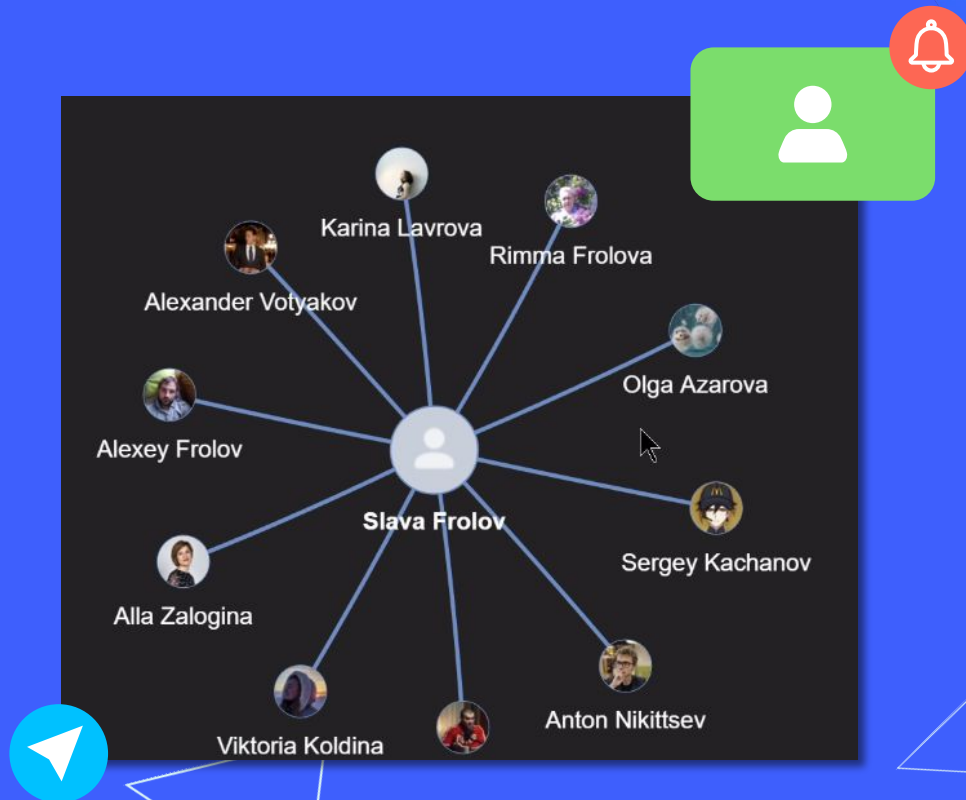 Karina Lavrova
Rimma Frolova
Alexander Votyakov
Olga Azarova
Alexey Frolov
Slava Frolov
Sergey Kachanov
Alla Zalogina
Anton Nikittsev
Viktoria Koldina